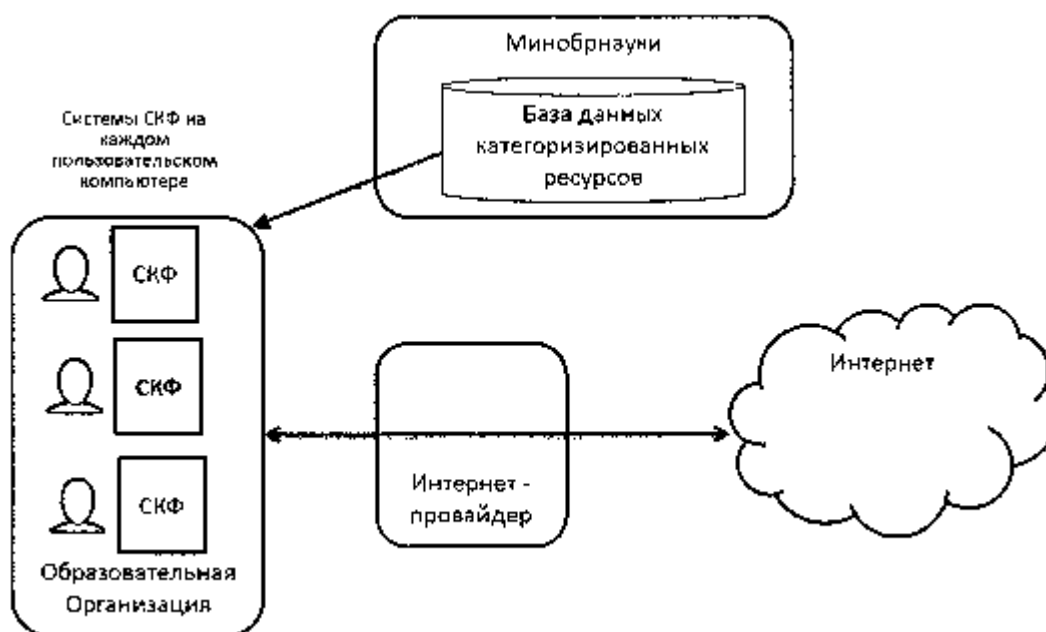 Минобрнауки
База данных
категоризированных
ресурсов
Системы СКФ на
каждом
пользовательском
компьютере
СКФ
СКФ
СКФ
Образовательная
Организация
Интернет -
провайдер
Интернет